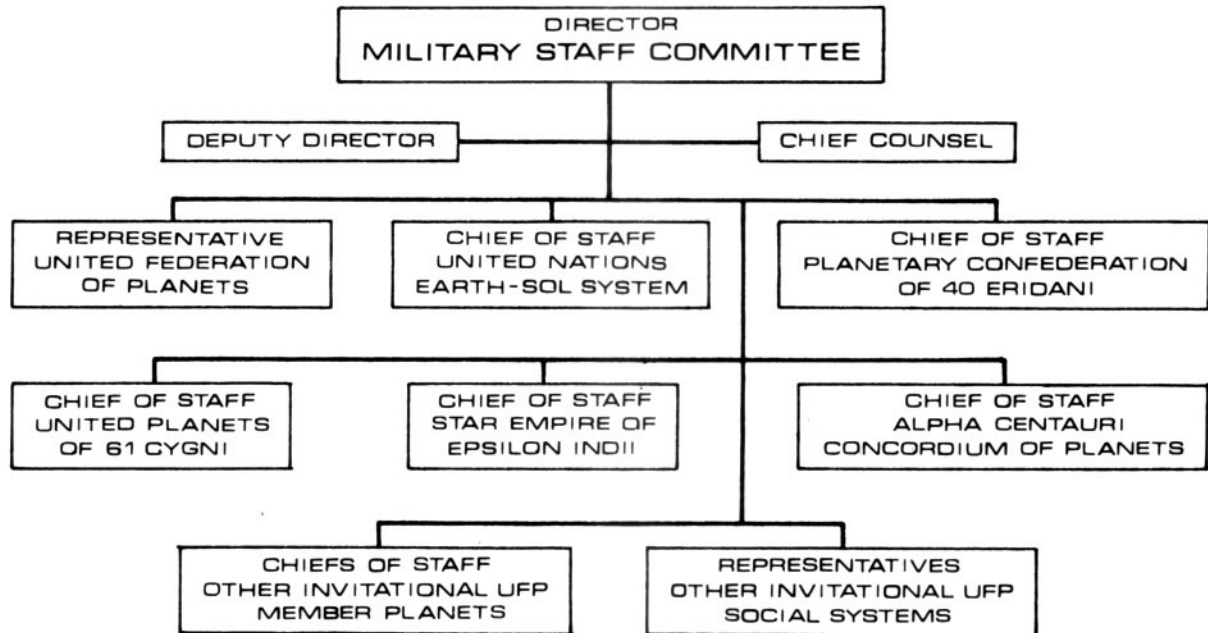 DIRECTOR
MILITARY STAFF COMMITTEE
DEPUTY DIRECTOR
CHIEF COUNSEL
REPRESENTATIVE
UNITED FEDERATION
OF PLANETS
CHIEF OF STAFF
UNITED NATIONS
EARTH-SOL SYSTEM
CHIEF OF STAFF
PLANETARY CONFEDERATION
OF 40 ERIDANI
CHIEF OF STAFF
UNITED PLANETS
OF 61 CYGNI
CHIEF OF STAFF
STAR EMPIRE OF
EPSILON INDII
CHIEF OF STAFF
ALPHA CENTAURI
CONCORDIUM OF PLANETS
CHIEFS OF STAFF
OTHER INVITATIONAL UFP
MEMBER PLANETS
REPRESENTATIVES
OTHER INVITATIONAL UFP
SOCIAL SYSTEMS